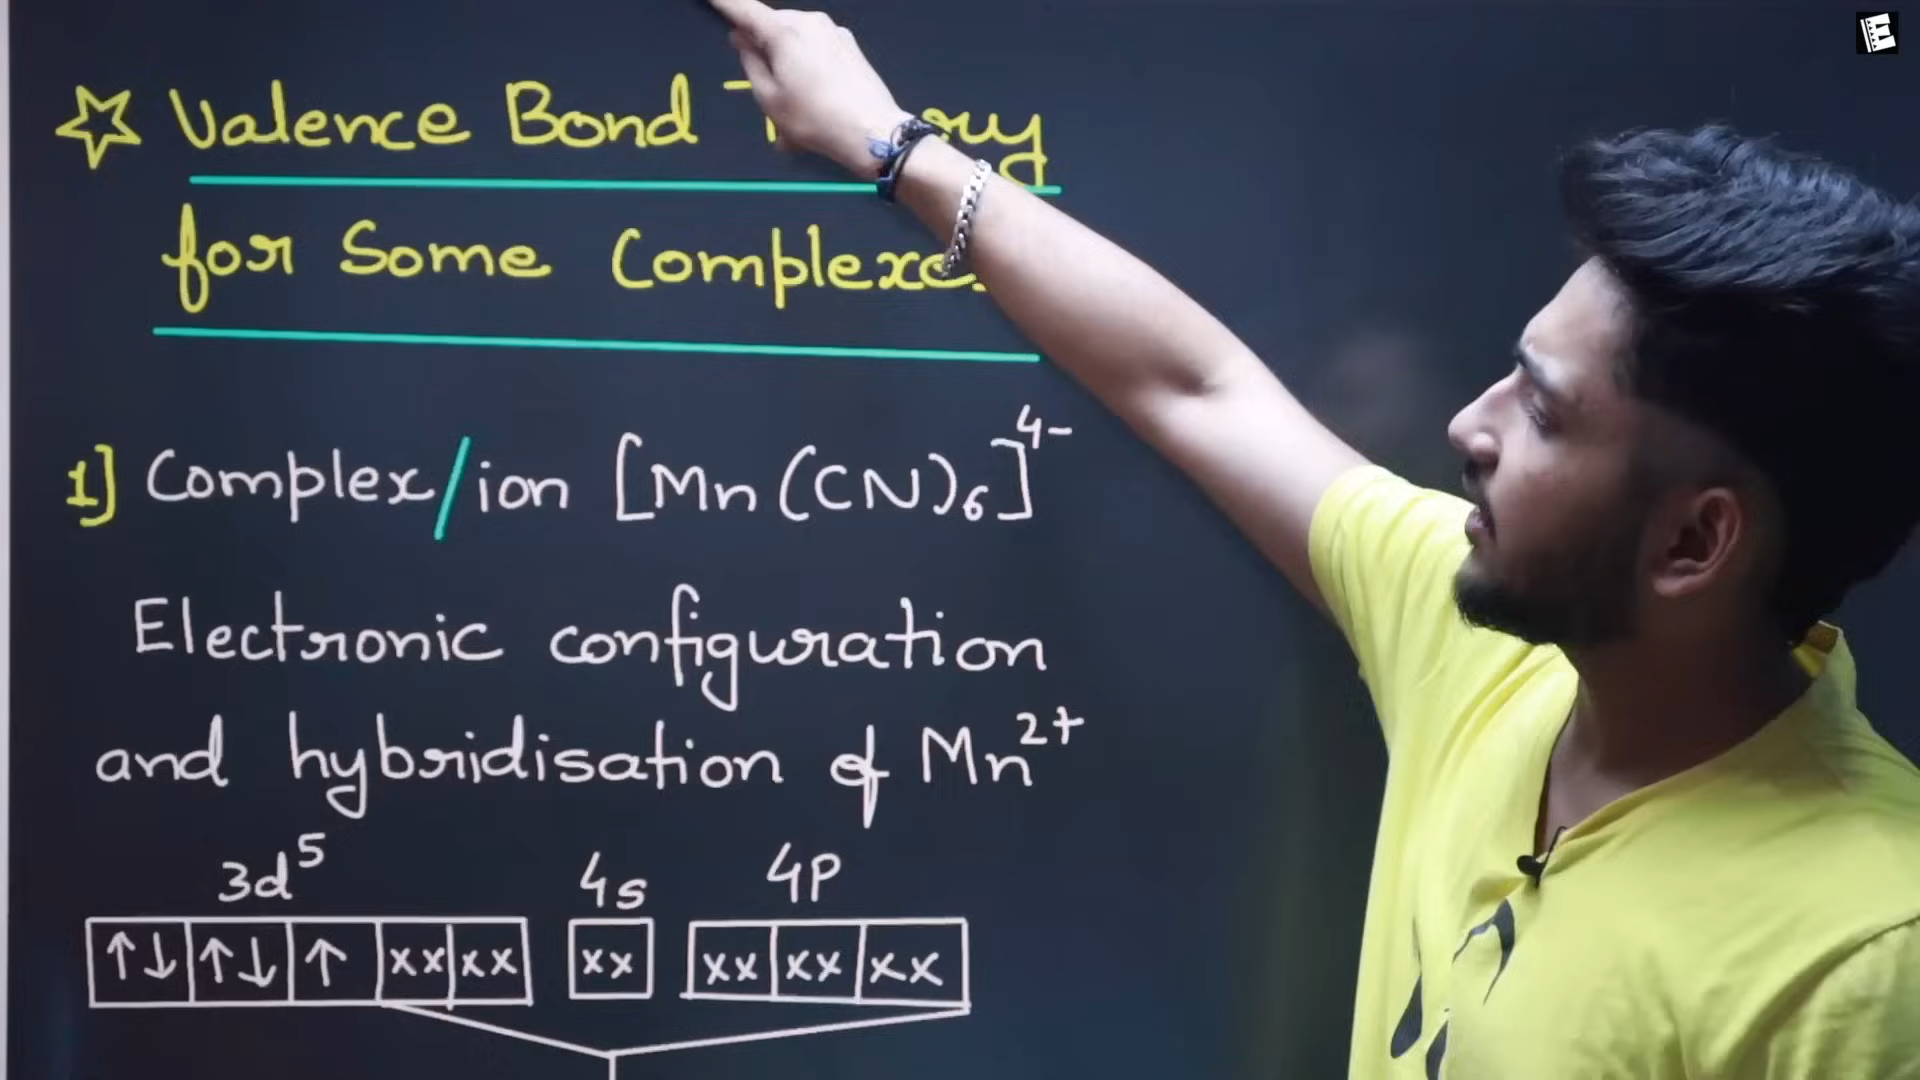 ☆ Valence Bond
for Some Complexes
1] Complex/ion [Mn(CN)₆]⁴⁻
Electronic configuration
and hybridisation of Mn²⁺
3d⁵ 4s 4p
↑↓ ↑↓ ↑ xx xx xx xx xx xx
E